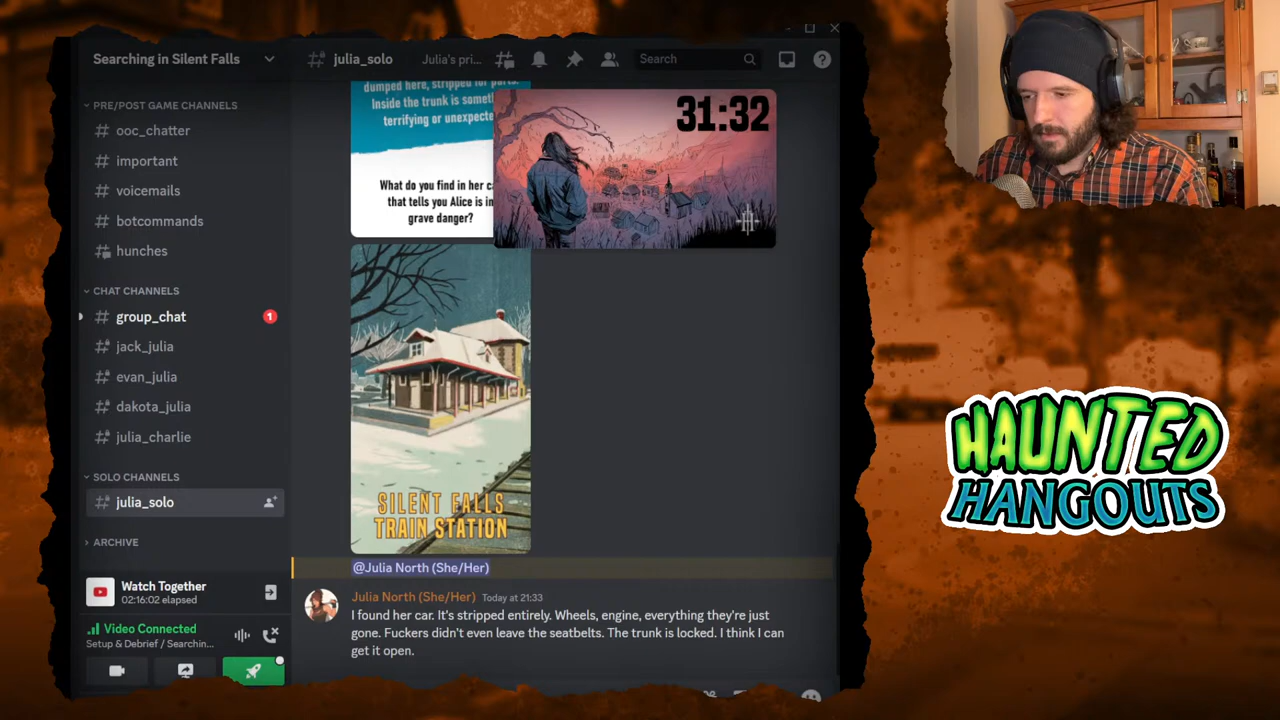 Searching in Silent Falls
julia_solo
Julia's pri...
Search
PRE/POST GAME CHANNELS
ooc_chatter
important
voicemails
botcommands
hunches
CHAT CHANNELS
group_chat
1
jack_julia
evan_julia
dakota_julia
julia_charlie
SOLO CHANNELS
julia_solo
ARCHIVE
Watch Together
02:16:02 elapsed
Video Connected
Setup & Debrief / Searchin...
dumped here, stripped for parts.
Inside the trunk is someth
terrifying or unexpecte
What do you find in her ca
that tells you Alice is in
grave danger?
31:32
SILENT FALLS
TRAIN STATION
@Julia North (She/Her)
Julia North (She/Her) Today at 21:33
I found her car. It's stripped entirely. Wheels, engine, everything they're just
gone. Fuckers didn't even leave the seatbelts. The trunk is locked. I think I can
get it open.
HAUNTED
HANGOUTS